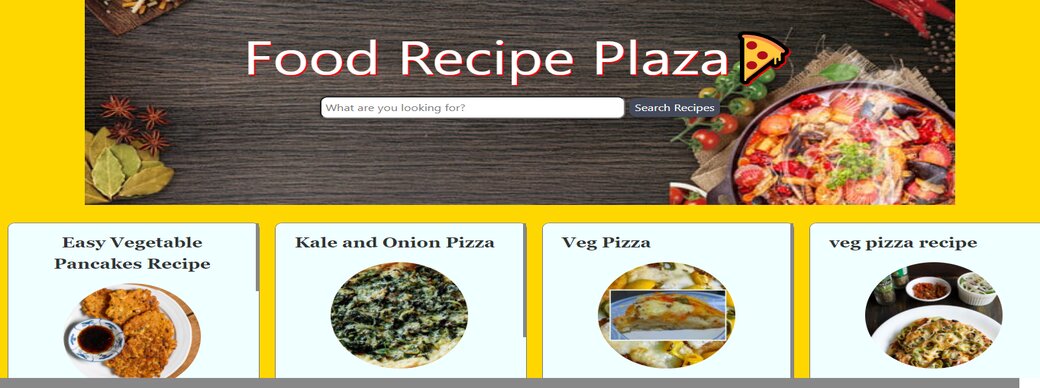 Food Recipe Plaza🍕
What are you looking for?
Search Recipes
Easy Vegetable
Pancakes Recipe
Kale and Onion Pizza
Veg Pizza
veg pizza recipe